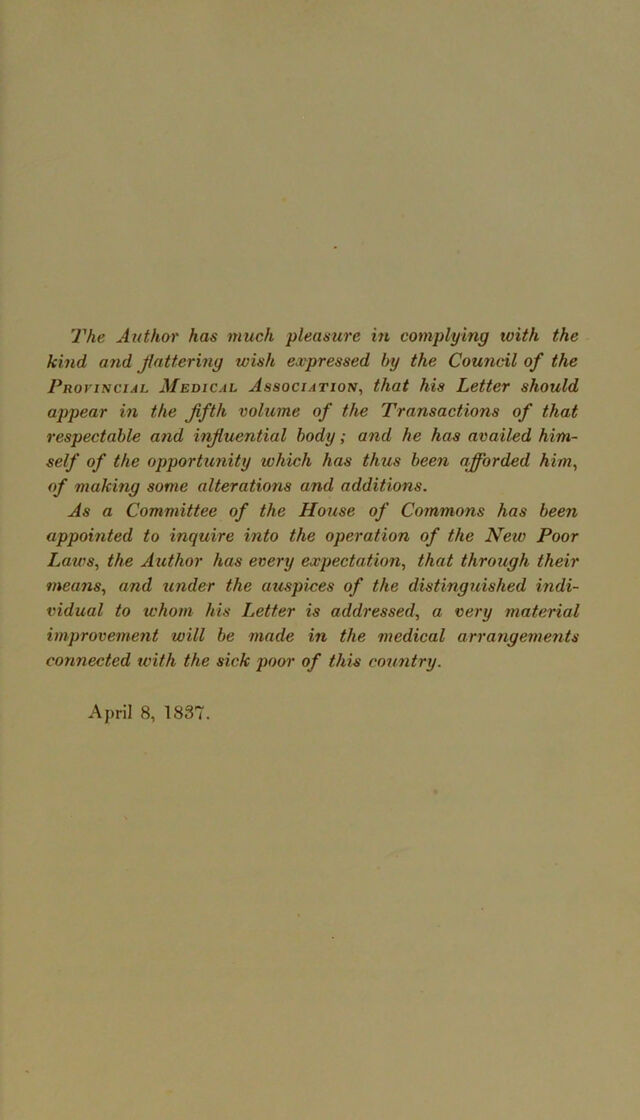 The Author has much pleasure in complying with the
kind and flattering wish expressed by the Council of the
Provincial Medical Association, that his Letter should
appear in the fifth volume of the Transactions of that
respectable and influential body; and he has availed him-
self of the opportunity which has thus been afforded him,
of making some alterations and additions.
As a Committee of the House of Commons has been
appointed to inquire into the operation of the New Poor
Laws, the Author has every expectation, that through their
means, and under the auspices of the distinguished indi-
vidual to whom his Letter is addressed, a very material
improvement will be made in the medical arrangements
connected with the sick poor of this country.
April 8, 1837.